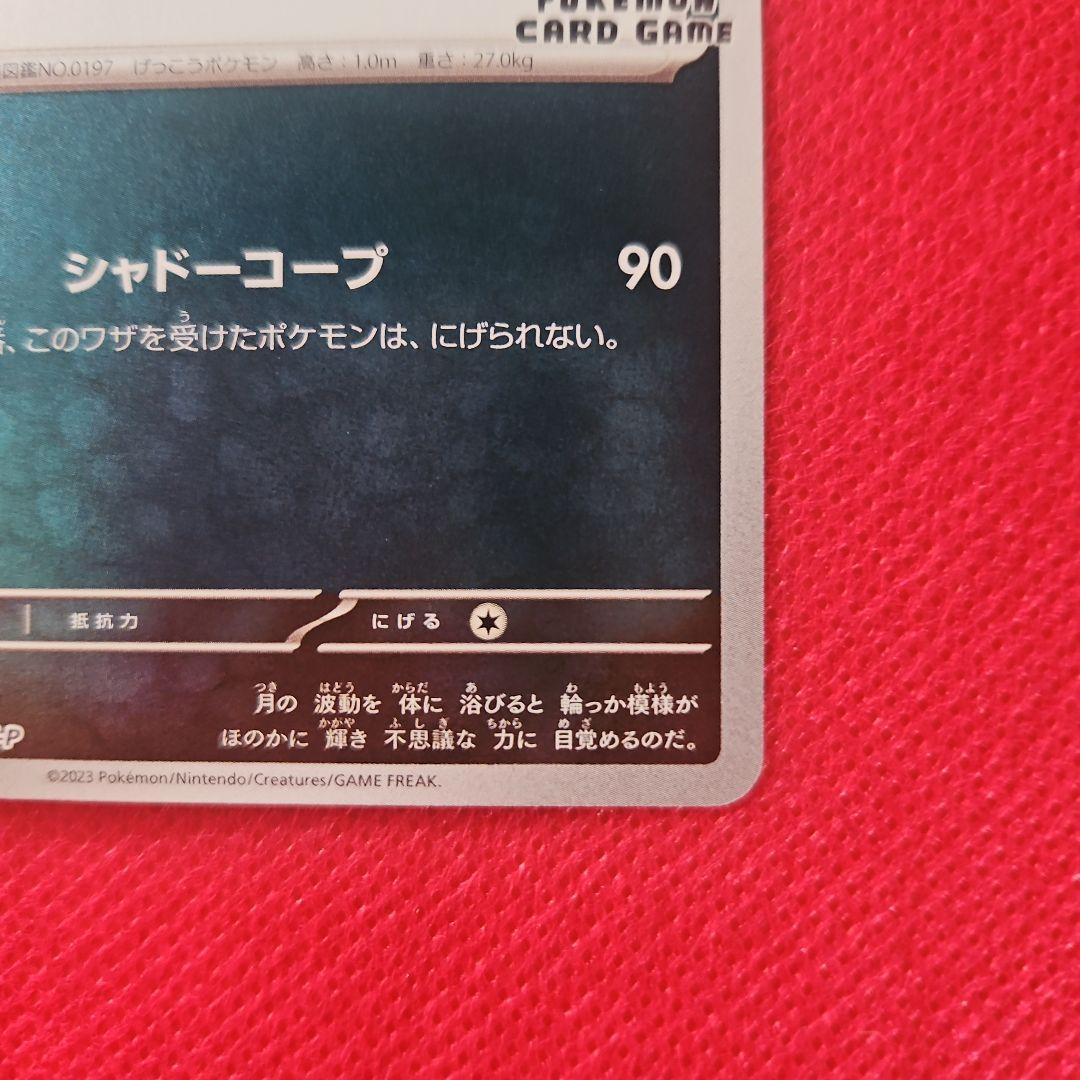 POKÉMON
CARD GAME
図鑑NO.0197 げっこうポケモン 高さ：1.0m 重さ：27.0kg
シャドーコープ 90
、このワザを受けたポケモンは、にげられない。
抵抗力 にげる
月の 波動を 体に 浴びると 輪っか模様が
ほのかに 輝き 不思議な 力に 目覚めるのだ。
©2023 Pokémon/Nintendo/Creatures/GAME FREAK.